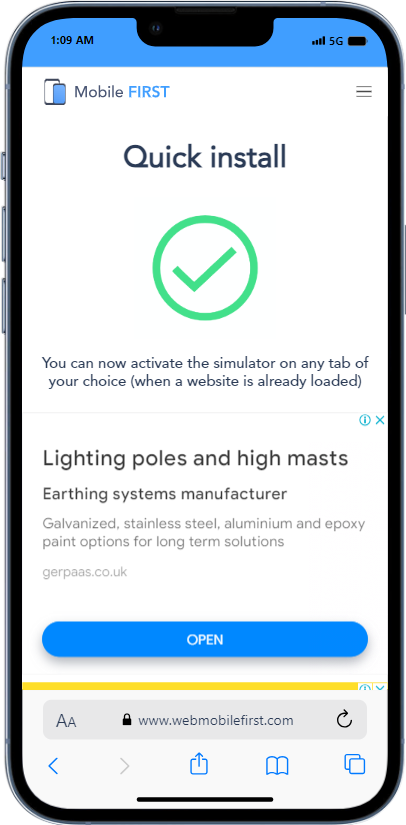 1:09 AM 5G
Mobile FIRST
Quick install
You can now activate the simulator on any tab of
your choice (when a website is already loaded)
Lighting poles and high masts
Earthing systems manufacturer
Galvanized, stainless steel, aluminium and epoxy
paint options for long term solutions
gerpaas.co.uk
OPEN
AA www.webmobilefirst.com